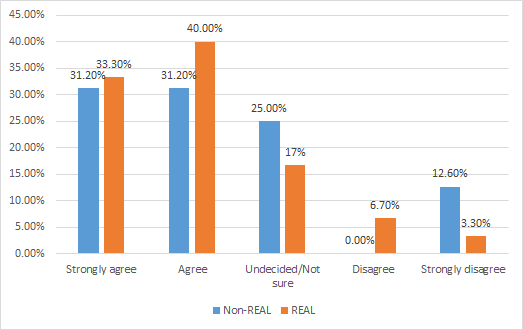 45.00%
40.00%
35.00%
30.00%
25.00%
20.00%
15.00%
10.00%
5.00%
0.00%
31.20%
33.30%
31.20%
40.00%
25.00%
17%
0.00%
6.70%
12.60%
3.30%
Strongly agree
Agree
Undecided/Not
sure
Disagree
Strongly disagree
Non-REAL
REAL